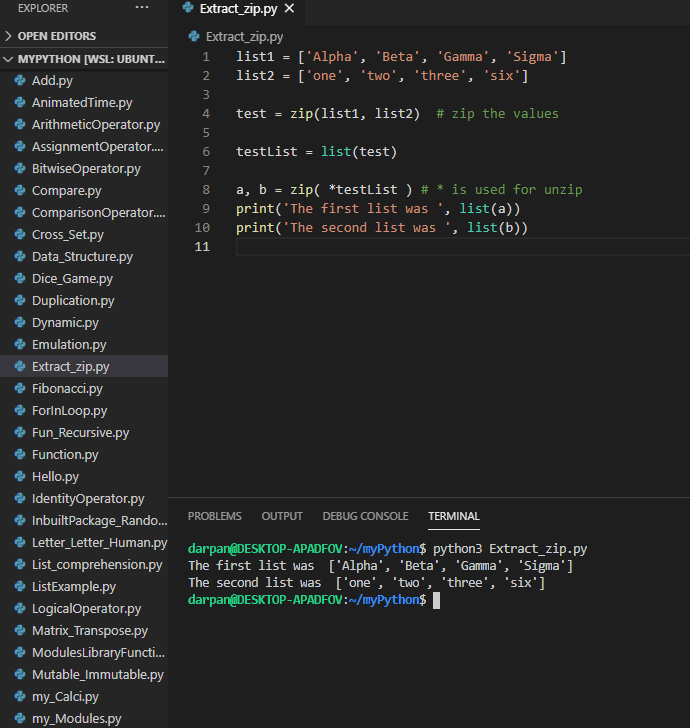 EXPLORER
···
Extract_zip.py
OPEN EDITORS
MYPYTHON [WSL: UBUNT...
Add.py
AnimatedTime.py
ArithmeticOperator.py
AssignmentOperator....
BitwiseOperator.py
Compare.py
ComparisonOperator....
Cross_Set.py
Data_Structure.py
Dice_Game.py
Duplication.py
Dynamic.py
Emulation.py
Extract_zip.py
Fibonacci.py
ForInLoop.py
Fun_Recursive.py
Function.py
Hello.py
IdentityOperator.py
InbuiltPackage_Rando...
Letter_Letter_Human.py
List_comprehension.py
ListExample.py
LogicalOperator.py
Matrix_Transpose.py
ModulesLibraryFuncti...
Mutable_Immutable.py
my_Calci.py
my_Modules.py
Extract_zip.py
1 list1 = ['Alpha', 'Beta', 'Gamma', 'Sigma']
2 list2 = ['one', 'two', 'three', 'six']
3
4 test = zip(list1, list2)  # zip the values
5
6 testList = list(test)
7
8 a, b = zip( *testList ) # * is used for unzip
9 print('The first list was ', list(a))
10 print('The second list was ', list(b))
11
PROBLEMS OUTPUT DEBUG CONSOLE TERMINAL
darpan@DESKTOP-APADFOV:~/myPython$ python3 Extract_zip.py
The first list was  ['Alpha', 'Beta', 'Gamma', 'Sigma']
The second list was  ['one', 'two', 'three', 'six']
darpan@DESKTOP-APADFOV:~/myPython$